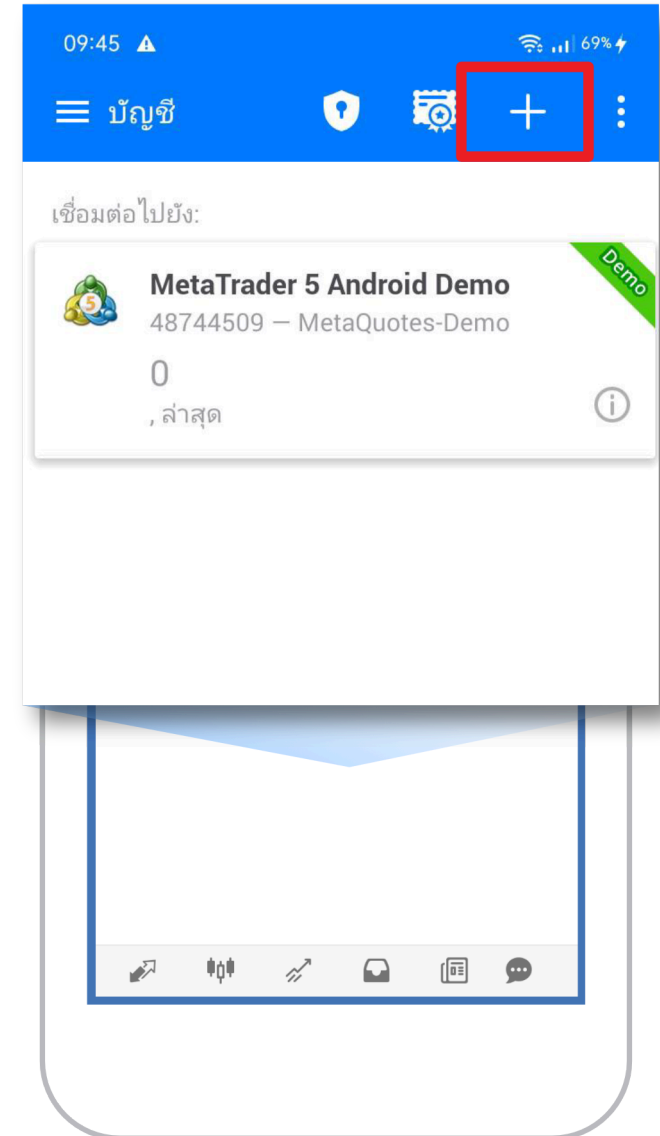 09:45
69%
บัญชี
เชื่อมต่อไปยัง:
MetaTrader 5 Android Demo
Demo
48744509 — MetaQuotes-Demo
0
, ล่าสุด